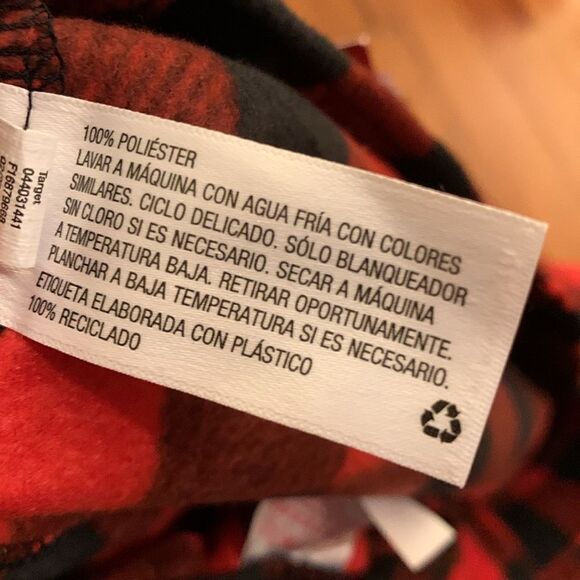 100% POLIÉSTER
LAVAR A MÁQUINA CON AGUA FRÍA CON COLORES
SIMILARES. CICLO DELICADO. SÓLO BLANQUEADOR
SIN CLORO SI ES NECESARIO. SECAR A MÁQUINA
A TEMPERATURA BAJA. RETIRAR OPORTUNAMENTE.
PLANCHAR A BAJA TEMPERATURA SI ES NECESARIO.
ETIQUETA ELABORADA CON PLÁSTICO
100% RECICLADO
Target
044031441
F16879668